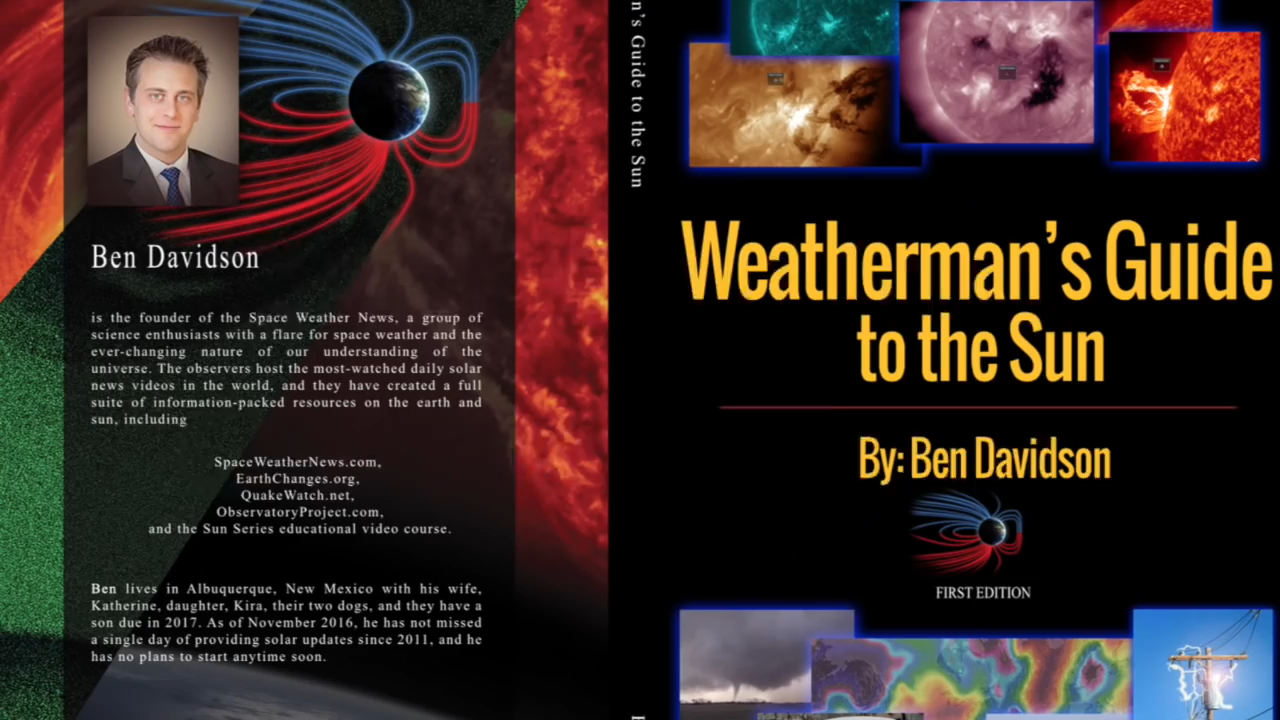 Ben Davidson
is the founder of the Space Weather News, a group of
science enthusiasts with a flare for space weather and the
ever-changing nature of our understanding of the
universe. The observers host the most-watched daily solar
news videos in the world, and they have created a full
suite of information-packed resources on the earth and
sun, including
SpaceWeatherNews.com,
EarthChanges.org,
QuakeWatch.net,
ObservatoryProject.com,
and the Sun Series educational video course.
Ben lives in Albuquerque, New Mexico with his wife,
Katherine, daughter, Kira, their two dogs, and they have a
son due in 2017. As of November 2016, he has not missed
a single day of providing solar updates since 2011, and he
has no plans to start anytime soon.
n's Guide to the Sun
Weatherman's Guide
to the Sun
By: Ben Davidson
FIRST EDITION